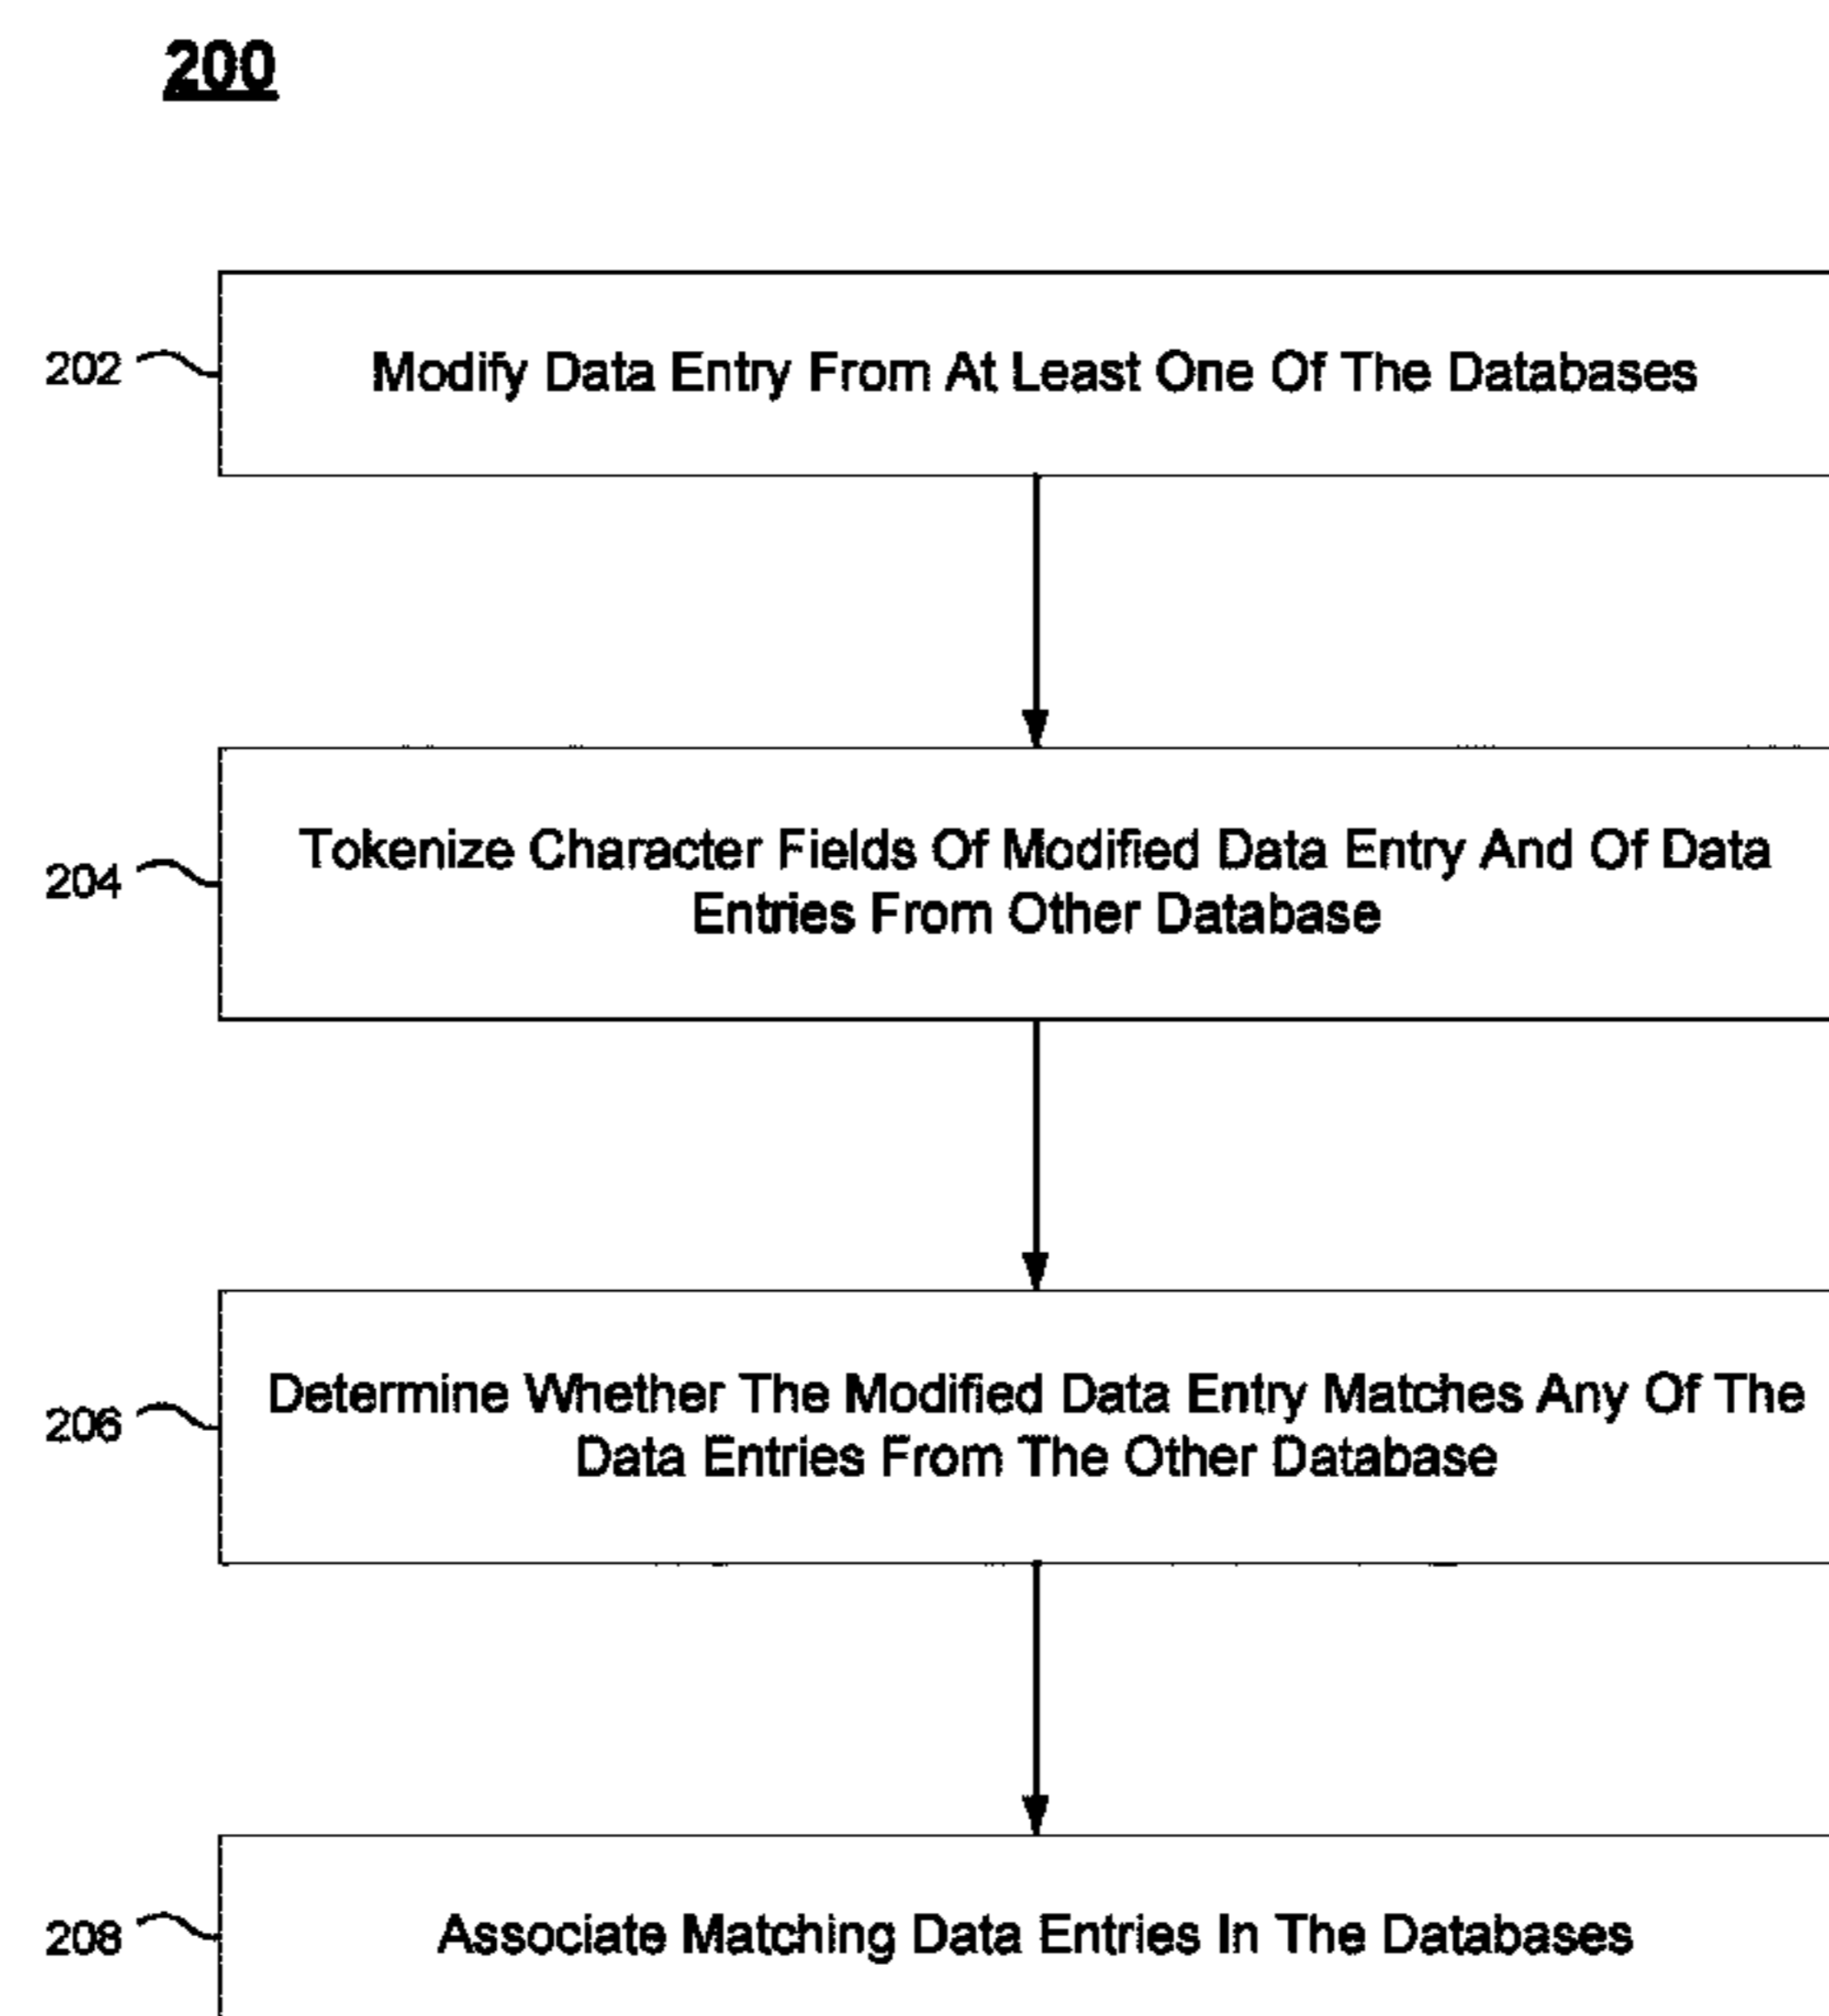 200
202
Modify Data Entry From At Least One Of The Databases
204
Tokenize Character Fields Of Modified Data Entry And Of Data
Entries From Other Database
206
Determine Whether The Modified Data Entry Matches Any Of The
Data Entries From The Other Database
208
Associate Matching Data Entries In The Databases